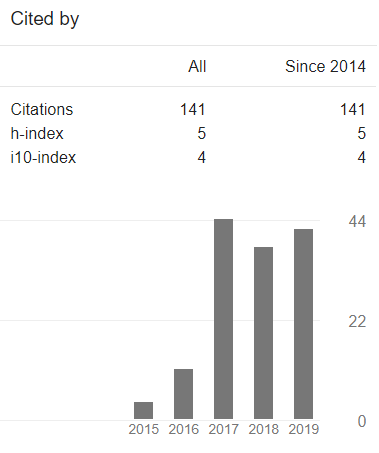 Cited by
All Since 2014
Citations 141 141
h-index 5 5
i10-index 4 4
44
22
0
2015 2016 2017 2018 2019